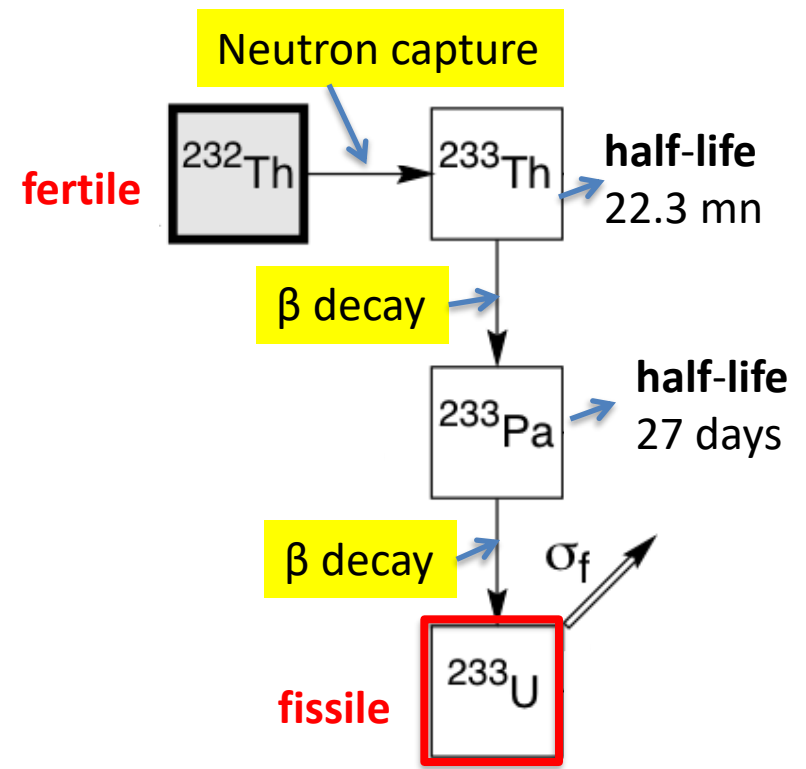 Neutron capture
fertile
²³²Th
²³³Th
half-life
22.3 mn
β decay
²³³Pa
half-life
27 days
β decay
σf
²³³U
fissile